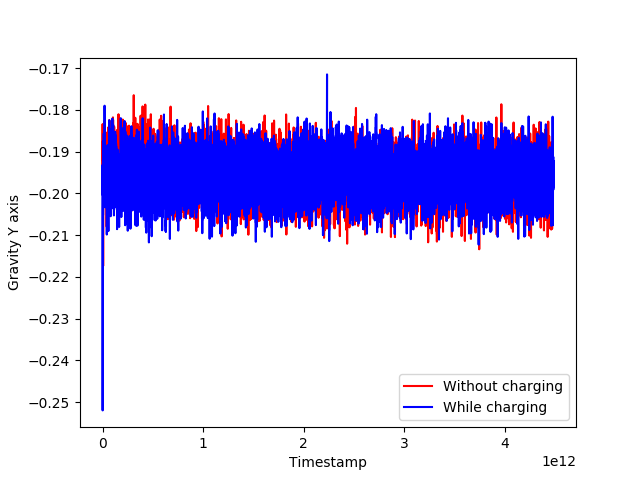 −0.17
−0.18
−0.19
−0.20
−0.21
−0.22
−0.23
−0.24
−0.25
Gravity Y axis
Without charging
While charging
0
1
2
3
4
Timestamp
1e12